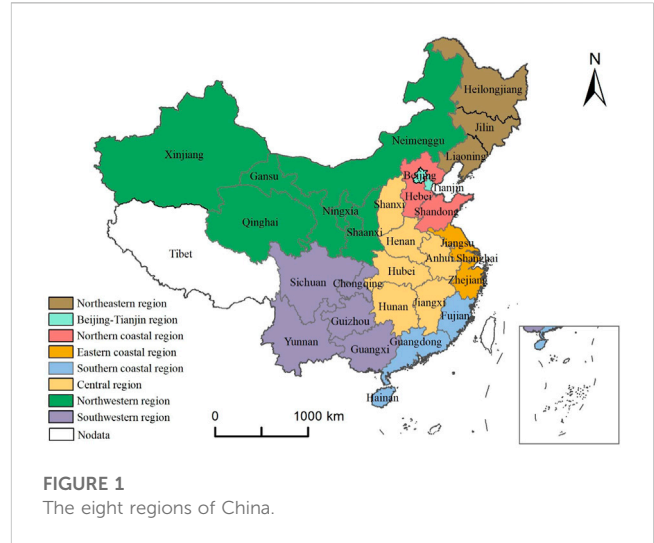 N
Heilongjiang
Jilin
Liaoning
Neimenggu
Xinjiang
Gansu
Beijing
Tianjin
Hebei
Shanxi
Ningxia
Shandong
Qinghai
Shaanxi
Henan
Jiangsu
Tibet
Anhui
Shanghai
Hubei
Zhejiang
Sichuan
Chongqing
Hunan
Jiangxi
Fujian
Guizhou
Yunnan
Guangxi
Guangdong
Hainan
Northeastern region
Beijing-Tianjin region
Northern coastal region
Eastern coastal region
Southern coastal region
Central region
Northwestern region
Southwestern region
Nodata
0 1000 km
FIGURE 1
The eight regions of China.